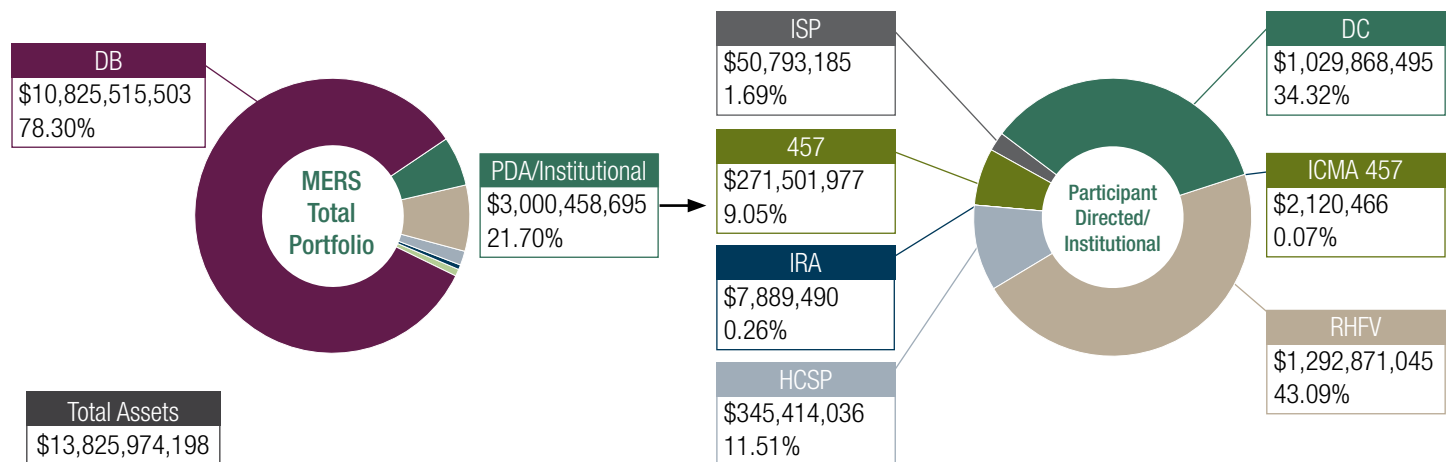 DB
$10,825,515,503
78.30%
MERS
Total
Portfolio
PDA/Institutional
$3,000,458,695
21.70%
Total Assets
$13,825,974,198
ISP
$50,793,185
1.69%
457
$271,501,977
9.05%
IRA
$7,889,490
0.26%
HCSP
$345,414,036
11.51%
Participant
Directed/
Institutional
DC
$1,029,868,495
34.32%
ICMA 457
$2,120,466
0.07%
RHFV
$1,292,871,045
43.09%